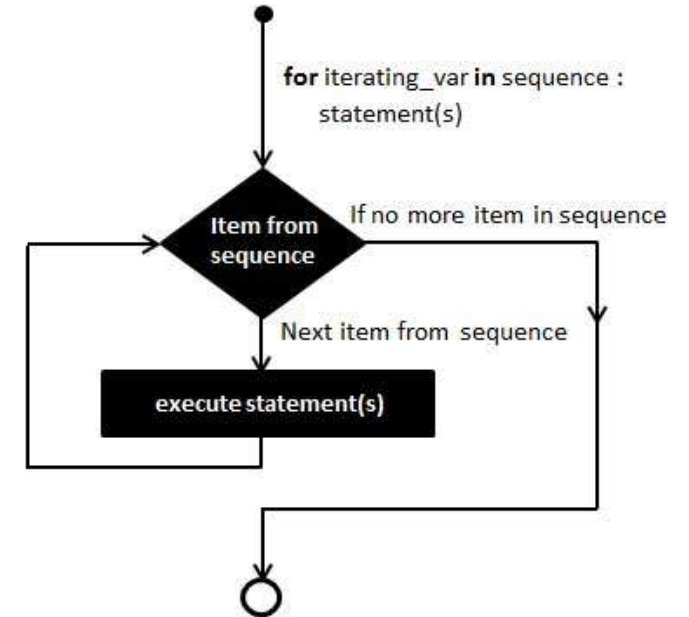 for iterating_var in sequence :
statement(s)
If no more item in sequence
Item from
sequence
Next item from sequence
execute statement(s)